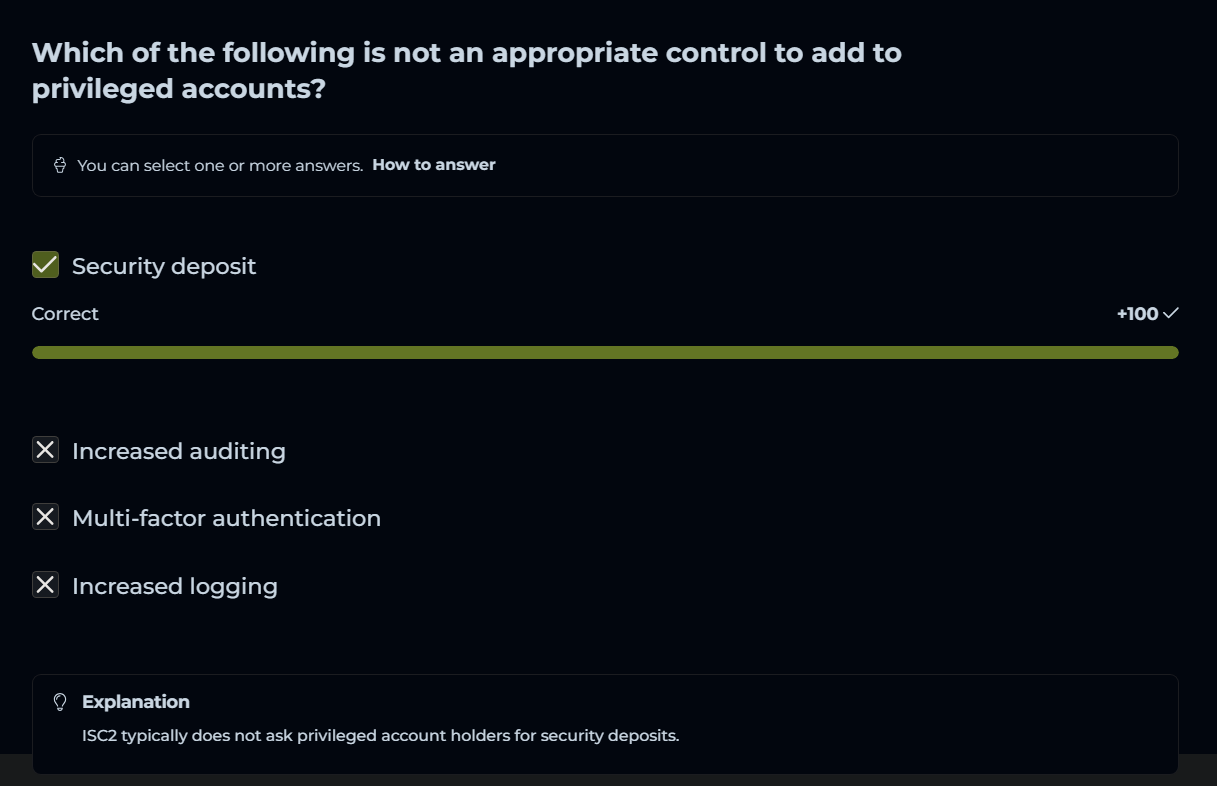 Which of the following is not an appropriate control to add to
privileged accounts?
You can select one or more answers. How to answer
Security deposit
Correct
+100
Increased auditing
Multi-factor authentication
Increased logging
Explanation
ISC2 typically does not ask privileged account holders for security deposits.